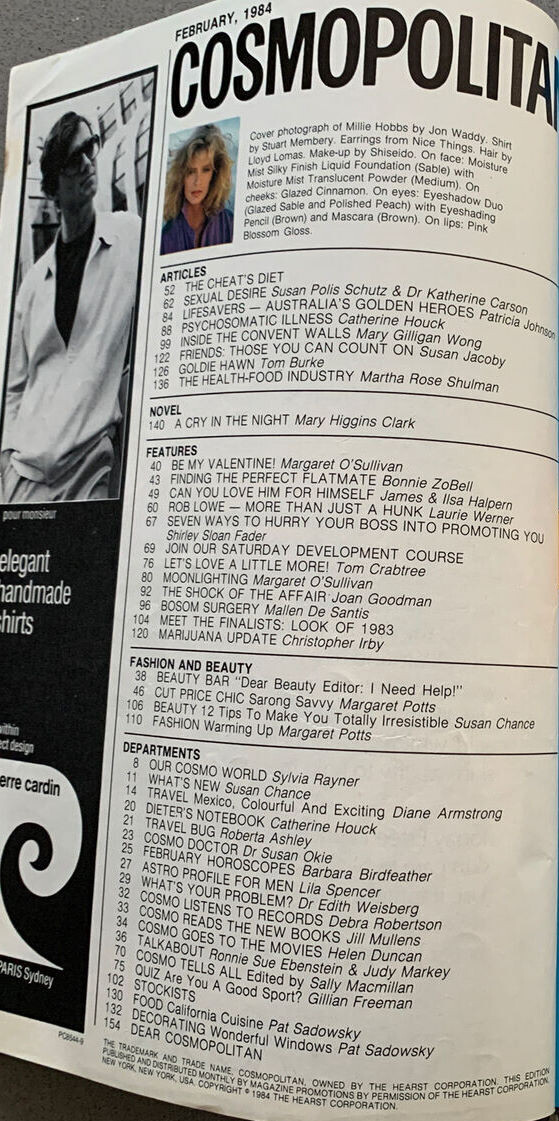 FEBRUARY, 1984
COSMOPOLITA
Cover photograph of Millie Hobbs by Jon Waddy. Shirt
by Stuart Membery. Earrings from Nice Things. Hair by
Lloyd Lomas. Make-up by Shiseido. On face: Moisture
Mist Silky Finish Liquid Foundation (Sable) with
Moisture Mist Translucent Powder (Medium). On
cheeks: Glazed Cinnamon. On eyes: Eyeshadow Duo
(Glazed Sable and Polished Peach) with Eyeshading
Pencil (Brown) and Mascara (Brown). On lips: Pink
Blossom Gloss.
ARTICLES
52 THE CHEAT'S DIET
62 SEXUAL DESIRE Susan Polis Schutz & Dr Katherine Carson
84 LIFESAVERS — AUSTRALIA'S GOLDEN HEROES Patricia Johnson
88 PSYCHOSOMATIC ILLNESS Catherine Houck
99 INSIDE THE CONVENT WALLS Mary Gilligan Wong
122 FRIENDS: THOSE YOU CAN COUNT ON Susan Jacoby
126 GOLDIE HAWN Tom Burke
136 THE HEALTH-FOOD INDUSTRY Martha Rose Shulman
NOVEL
140 A CRY IN THE NIGHT Mary Higgins Clark
FEATURES
40 BE MY VALENTINE! Margaret O'Sullivan
43 FINDING THE PERFECT FLATMATE Bonnie ZoBell
49 CAN YOU LOVE HIM FOR HIMSELF James & Ilsa Halpern
60 ROB LOWE — MORE THAN JUST A HUNK Laurie Werner
67 SEVEN WAYS TO HURRY YOUR BOSS INTO PROMOTING YOU
Shirley Sloan Fader
69 JOIN OUR SATURDAY DEVELOPMENT COURSE
76 LET'S LOVE A LITTLE MORE! Tom Crabtree
80 MOONLIGHTING Margaret O'Sullivan
92 THE SHOCK OF THE AFFAIR Joan Goodman
96 BOSOM SURGERY Mallen De Santis
104 MEET THE FINALISTS: LOOK OF 1983
120 MARIJUANA UPDATE Christopher Irby
FASHION AND BEAUTY
38 BEAUTY BAR "Dear Beauty Editor: I Need Help!"
46 CUT PRICE CHIC Sarong Savvy Margaret Potts
106 BEAUTY 12 Tips To Make You Totally Irresistible Susan Chance
110 FASHION Warming Up Margaret Potts
DEPARTMENTS
8 OUR COSMO WORLD Sylvia Rayner
11 WHAT'S NEW Susan Chance
14 TRAVEL Mexico, Colourful And Exciting Diane Armstrong
20 DIETER'S NOTEBOOK Catherine Houck
21 TRAVEL BUG Roberta Ashley
23 COSMO DOCTOR Dr Susan Okie
25 FEBRUARY HOROSCOPES Barbara Birdfeather
27 ASTRO PROFILE FOR MEN Lila Spencer
29 WHAT'S YOUR PROBLEM? Dr Edith Weisberg
32 COSMO LISTENS TO RECORDS Debra Robertson
33 COSMO READS THE NEW BOOKS Jill Mullens
34 COSMO GOES TO THE MOVIES Helen Duncan
36 TALKABOUT Ronnie Sue Ebenstein & Judy Markey
70 COSMO TELLS ALL Edited by Sally Macmillan
75 QUIZ Are You A Good Sport? Gillian Freeman
102 STOCKISTS
130 FOOD California Cuisine Pat Sadowsky
132 DECORATING Wonderful Windows Pat Sadowsky
154 DEAR COSMOPOLITAN
THE TRADEMARK AND TRADE NAME, COSMOPOLITAN, OWNED BY THE HEARST CORPORATION. THIS EDITION
PUBLISHED AND DISTRIBUTED MONTHLY BY MAGAZINE PROMOTIONS BY PERMISSION OF THE HEARST CORPORATION.
NEW YORK, NEW YORK, USA. COPYRIGHT © 1984 THE HEARST CORPORATION.
pour monsieur
elegant
handmade
shirts
within
ect design
erre cardin
PARIS Sydney
PC8544-9